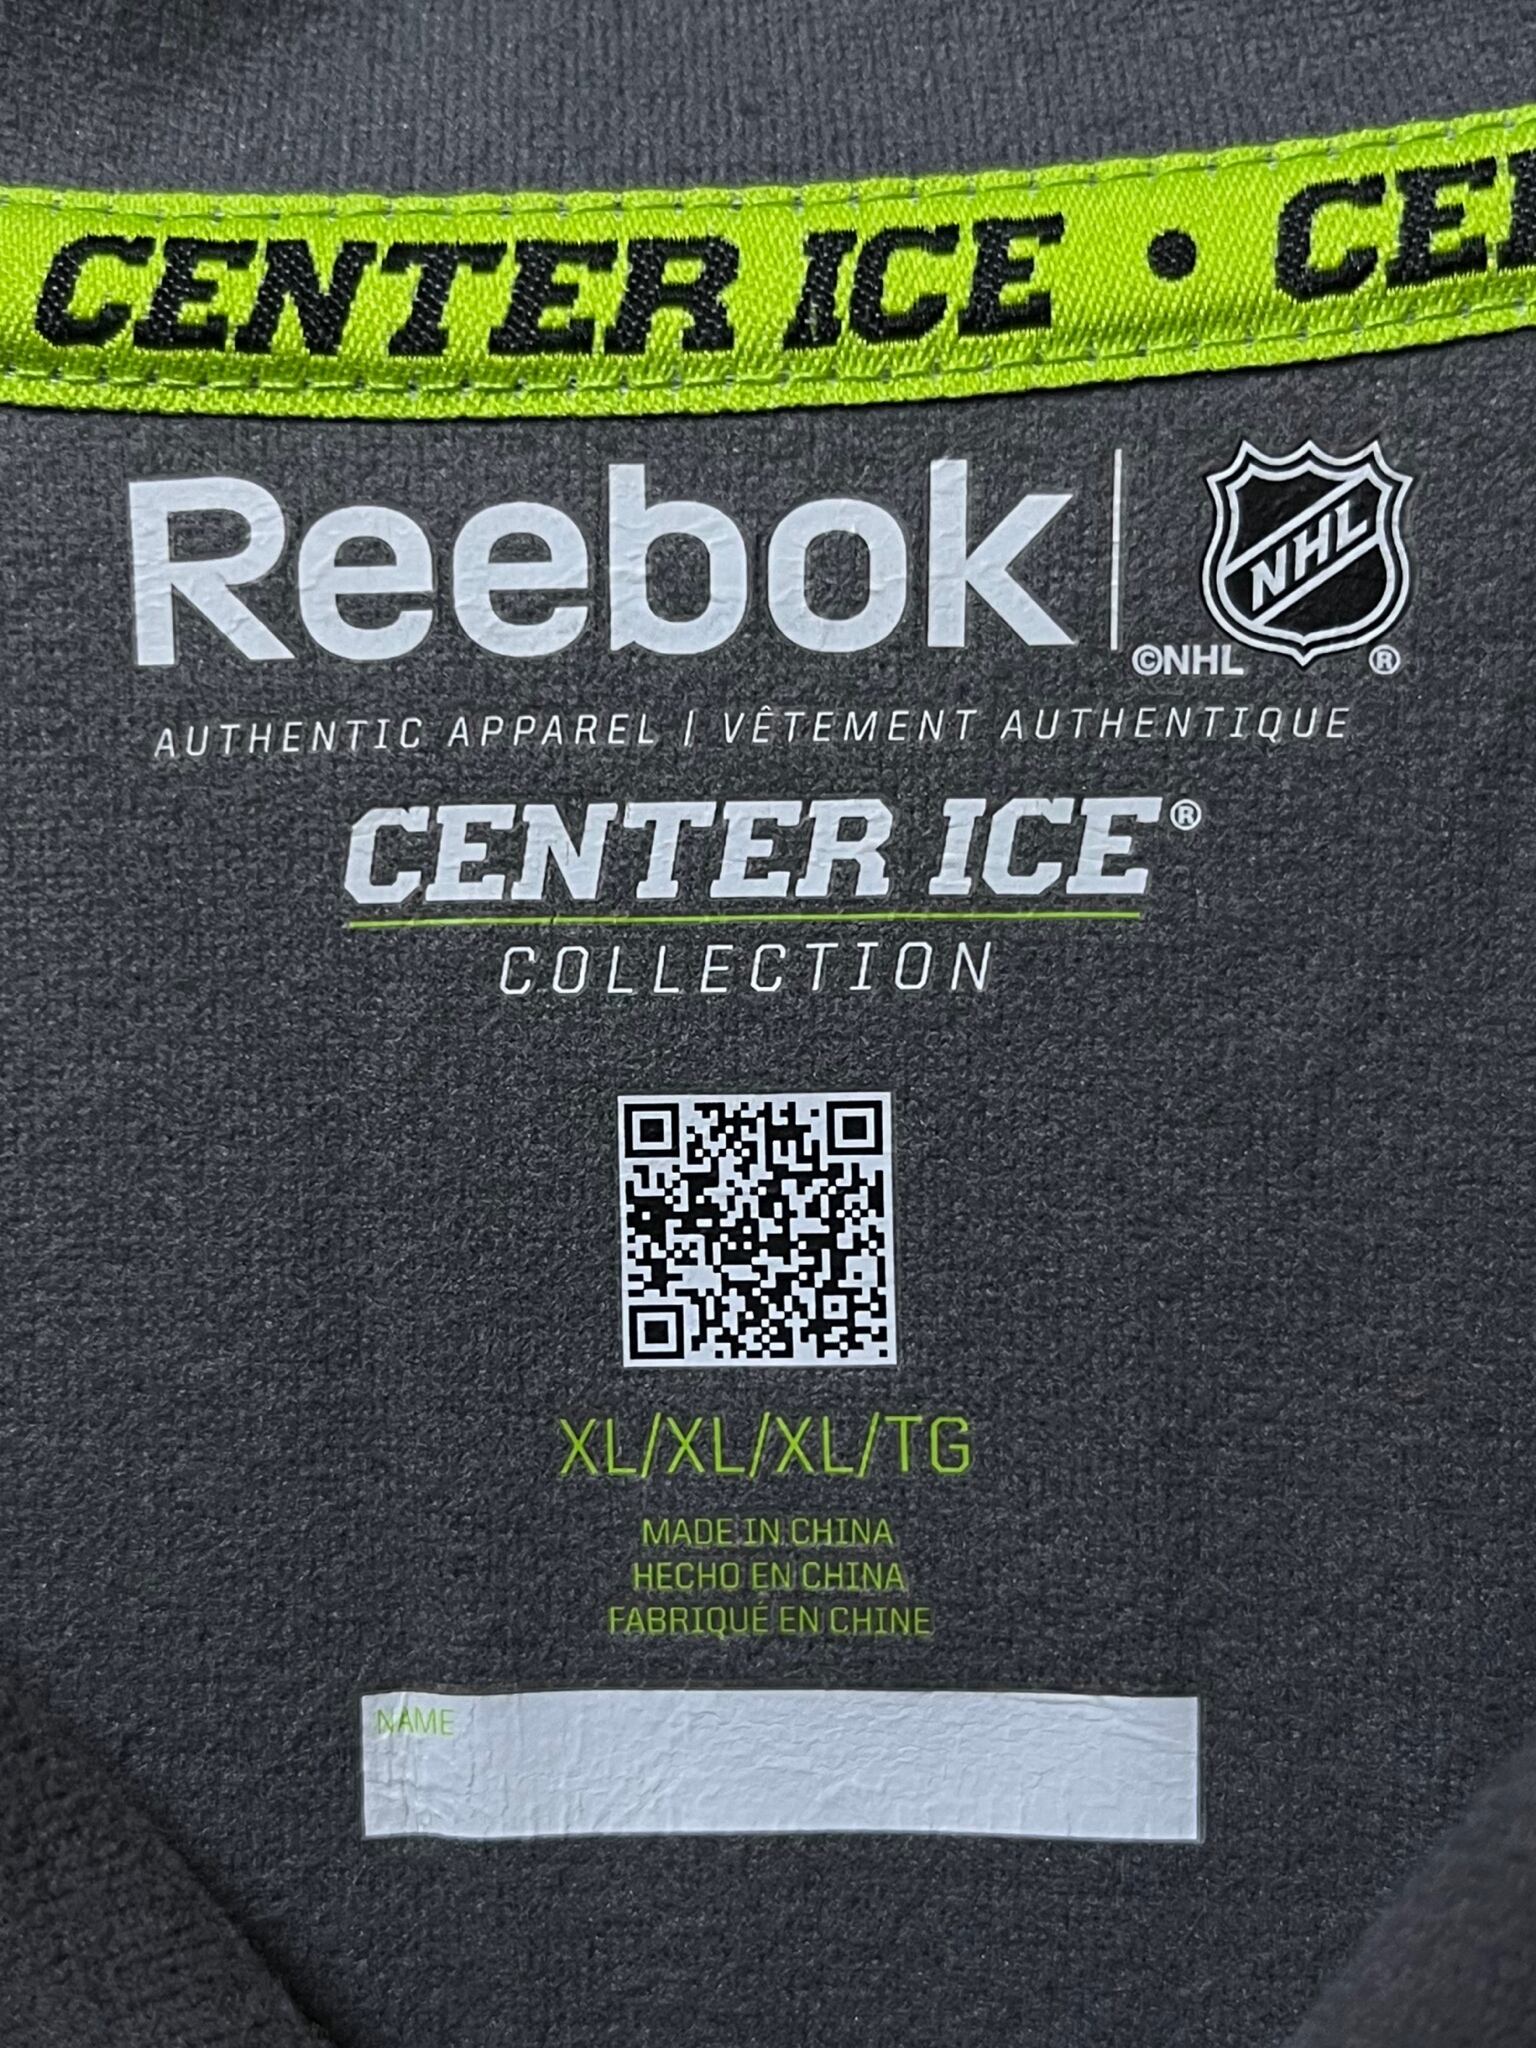 CENTER ICE • CE
Reebok
NHL
©NHL ®
AUTHENTIC APPAREL | VÊTEMENT AUTHENTIQUE
CENTER ICE®
COLLECTION
XL/XL/XL/TG
MADE IN CHINA
HECHO EN CHINA
FABRIQUÉ EN CHINE
NAME